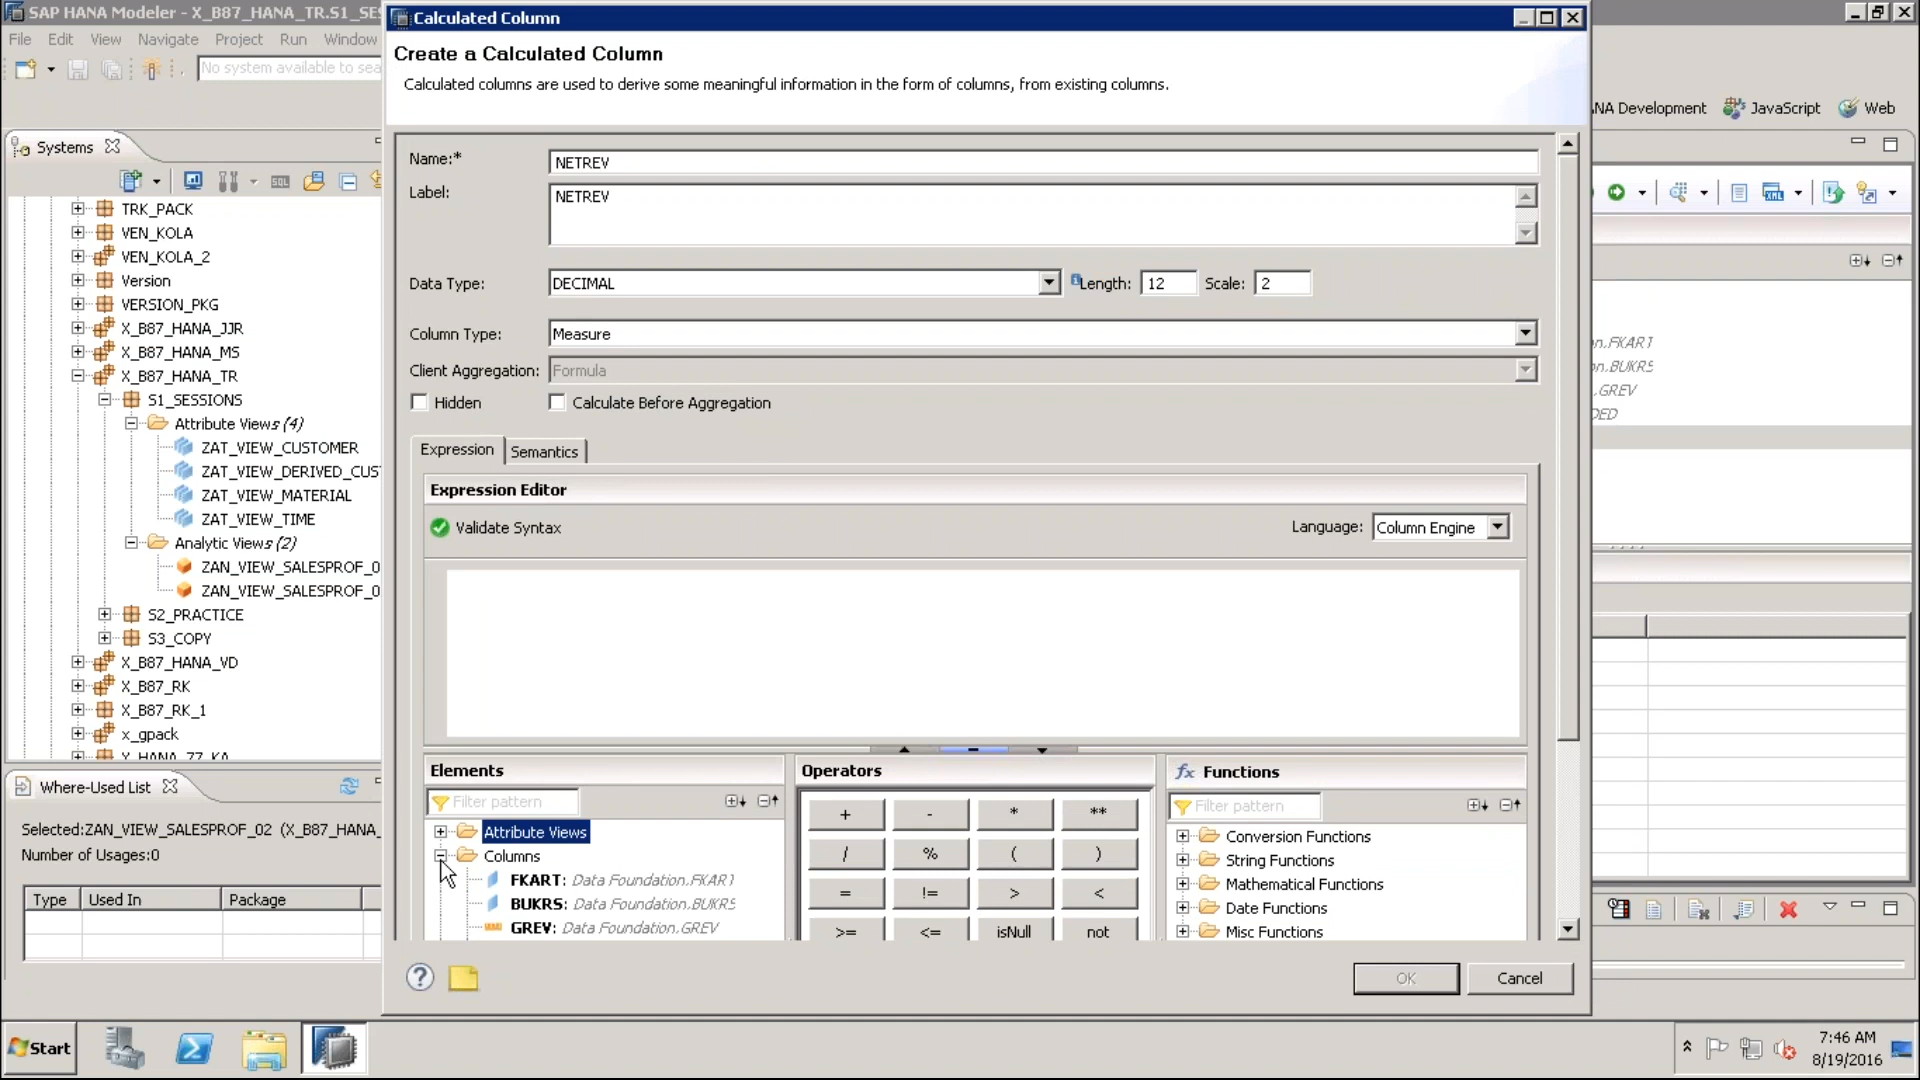 SAP HANA Modeler - X_B87_HANA_TR.S1_SES
File Edit View Navigate Project Run Window
No system available to sea
NA Development JavaScript Web
Systems
TRK_PACK
VEN_KOLA
VEN_KOLA_2
Version
VERSION_PKG
X_B87_HANA_JJR
X_B87_HANA_MS
X_B87_HANA_TR
S1_SESSIONS
Attribute Views (4)
ZAT_VIEW_CUSTOMER
ZAT_VIEW_DERIVED_CUS
ZAT_VIEW_MATERIAL
ZAT_VIEW_TIME
Analytic Views (2)
ZAN_VIEW_SALESPROF_0
ZAN_VIEW_SALESPROF_0
S2_PRACTICE
S3_COPY
X_B87_HANA_VD
X_B87_RK
X_B87_RK_1
x_gpack
Where-Used List
Selected:ZAN_VIEW_SALESPROF_02 (X_B87_HANA_
Number of Usages:0
Type Used In Package
Calculated Column
Create a Calculated Column
Calculated columns are used to derive some meaningful information in the form of columns, from existing columns.
Name:* NETREV
Label: NETREV
Data Type: DECIMAL Length: 12 Scale: 2
Column Type: Measure
Client Aggregation: Formula
Hidden Calculate Before Aggregation
Expression Semantics
Expression Editor
Validate Syntax Language: Column Engine
Elements
Filter pattern
Attribute Views
Columns
FKART: Data Foundation.FKART
BUKRS: Data Foundation.BUKRS
GREV: Data Foundation.GREV
Operators
+ - * **
/ % ( )
= != > <
>= <= isNull not
fx Functions
Filter pattern
Conversion Functions
String Functions
Mathematical Functions
Date Functions
Misc Functions
OK Cancel
n.FKART
n.BUKRS
.GREV
DED
Start
7:46 AM
8/19/2016